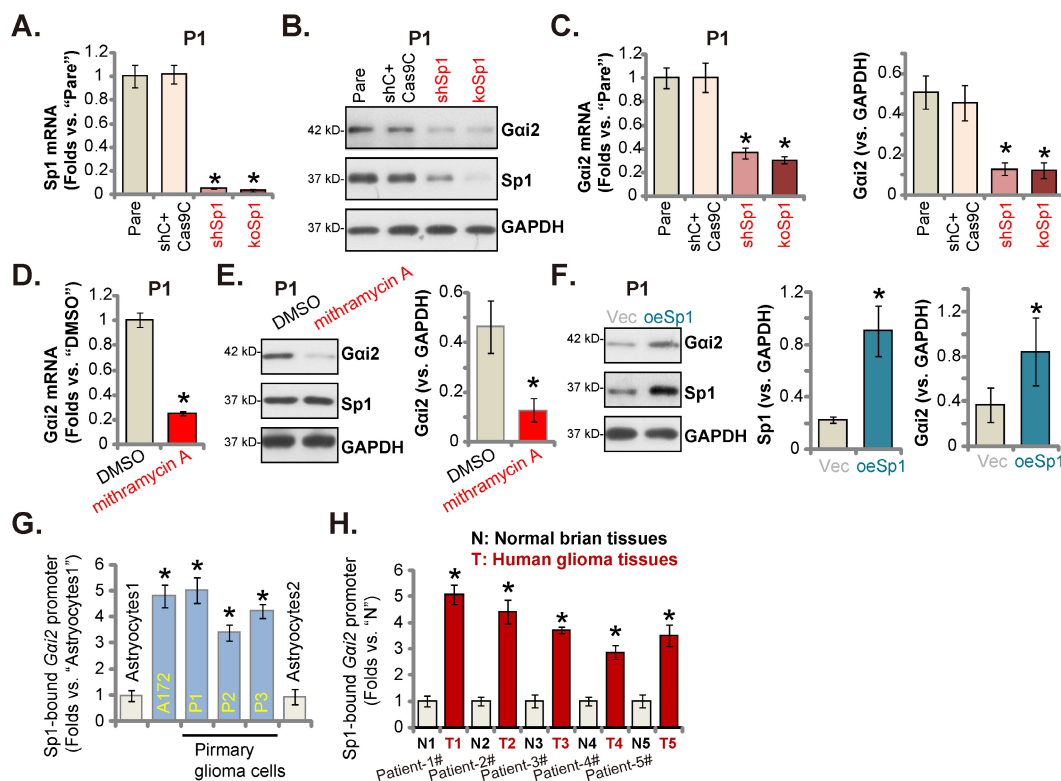 A.
P1
Sp1 mRNA
(Folds vs. “Pare”)
1.2
1
0.8
0.6
0.4
0.2
0
*
*
Pare
shC+
Cas9C
shSp1
koSp1
B.
P1
Pare
shC+
Cas9C
shSp1
koSp1
42 kD-
Gαi2
37 kD-
Sp1
37 kD-
GAPDH
C.
P1
Gαi2 mRNA
(Folds vs. “Pare”)
1.2
1
0.8
0.6
0.4
0.2
0
*
*
Pare
shC+
Cas9C
shSp1
koSp1
Gαi2 (vs. GAPDH)
0.6
0.4
0.2
0
*
*
Pare
shC+
Cas9C
shSp1
koSp1
D.
P1
Gαi2 mRNA
(Folds vs. “DMSO”)
1.2
1
0.8
0.6
0.4
0.2
0
*
DMSO
mithramycin A
E.
P1
DMSO
mithramycin A
42 kD-
Gαi2
37 kD-
Sp1
37 kD-
GAPDH
Gαi2 (vs. GAPDH)
0.6
0.4
0.2
0
*
DMSO
mithramycin A
F.
P1
Vec oeSp1
42 kD-
Gαi2
37 kD-
Sp1
37 kD-
GAPDH
Sp1 (vs. GAPDH)
1.2
0.8
0.4
0
*
Vec
oeSp1
Gαi2 (vs. GAPDH)
1.2
0.8
0.4
0
*
Vec
oeSp1
G.
Sp1-bound Gαi2 promoter
(Folds vs. “Astryocytes1”)
7
6
5
4
3
2
1
0
*
*
*
*
Astryocytes1
A172
P1
P2
P3
Astryocytes2
Pirmary
glioma cells
H.
N: Normal brian tissues
T: Human glioma tissues
Sp1-bound Gαi2 promoter
(Folds vs. “N”)
6
5
4
3
2
1
0
*
*
*
*
*
N1 T1 N2 T2 N3 T3 N4 T4 N5 T5
Patient-1# Patient-2# Patient-3# Patient-4# Patient-5#